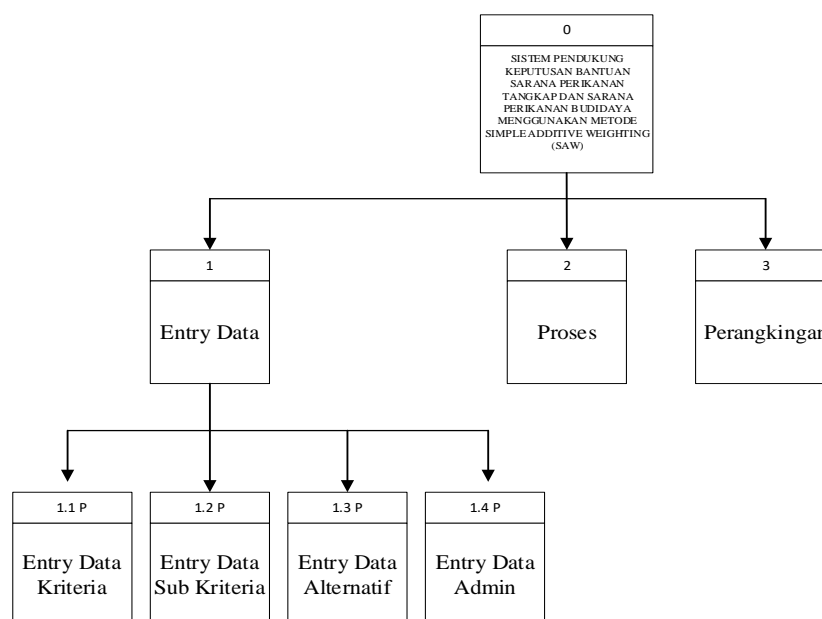 0
SISTEM PENDUKUNG
KEPUTUSAN BANTUAN
SARANA PERIKANAN
TANGKAP DAN SARANA
PERIKANAN BUDIDAYA
MENGGUNAKAN METODE
SIMPLE ADDITIVE WEIGHTING
(SAW)
1
Entry Data
2
Proses
3
Perangkingan
1.1 P
Entry Data
Kriteria
1.2 P
Entry Data
Sub Kriteria
1.3 P
Entry Data
Alternatif
1.4 P
Entry Data
Admin